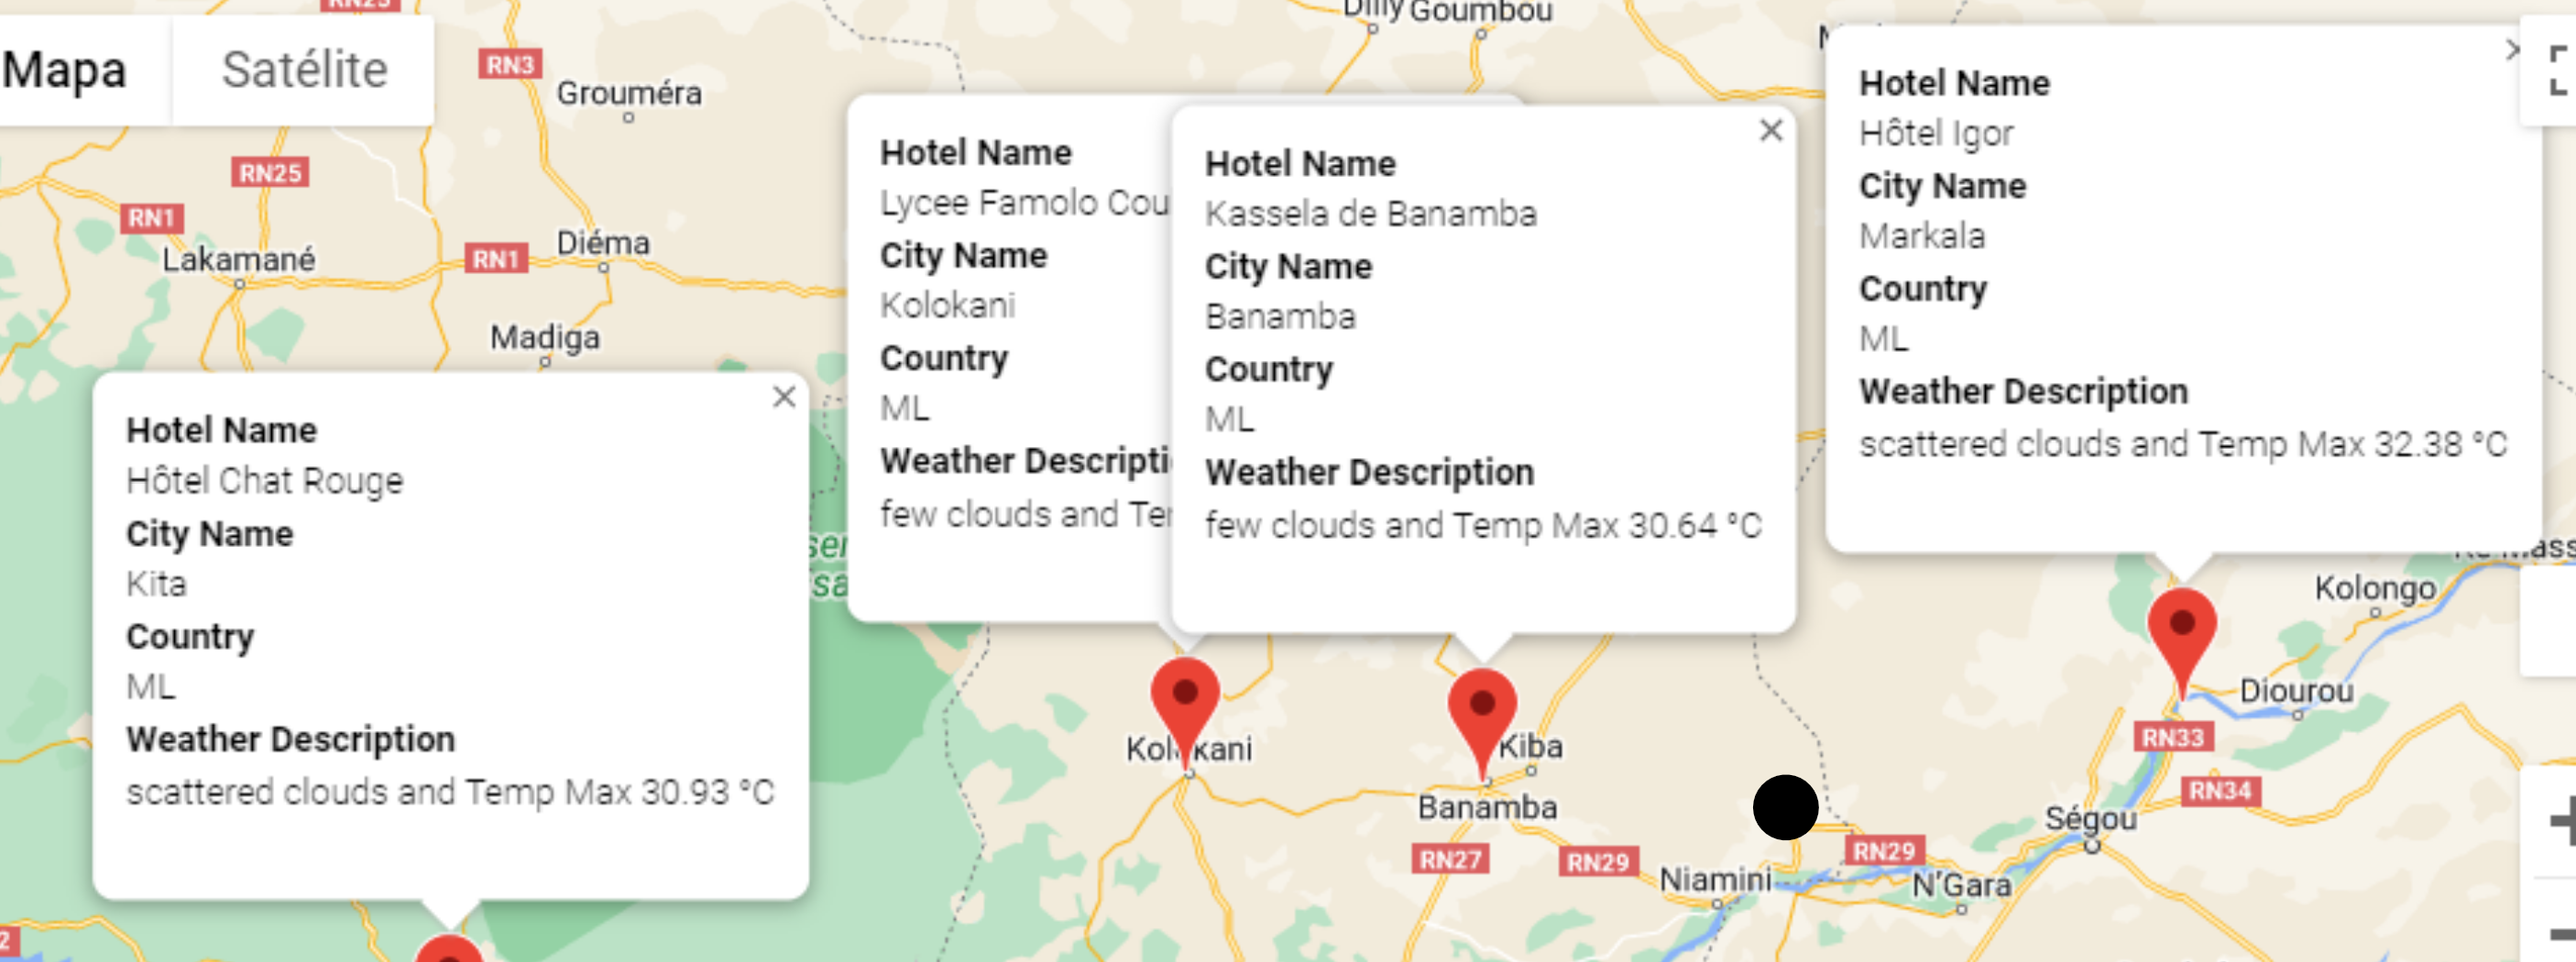 RN25
Dilly
Goumbou
Mapa
Satélite
RN3
Grouméra
RN25
RN1
Lakamané
RN1
Diéma
Madiga
Hotel Name
Lycee Famolo Cou
City Name
Kolokani
Country
ML
Weather Descripti
few clouds and Te
Hotel Name
Kassela de Banamba
City Name
Banamba
Country
ML
Weather Description
few clouds and Temp Max 30.64 °C
Hotel Name
Hôtel Igor
City Name
Markala
Country
ML
Weather Description
scattered clouds and Temp Max 32.38 °C
Hotel Name
Hôtel Chat Rouge
City Name
Kita
Country
ML
Weather Description
scattered clouds and Temp Max 30.93 °C
Kolongo
Diourou
RN33
RN34
Kolokani
Kiba
Banamba
Ségou
RN27
RN29
RN29
Niamini
N'Gara